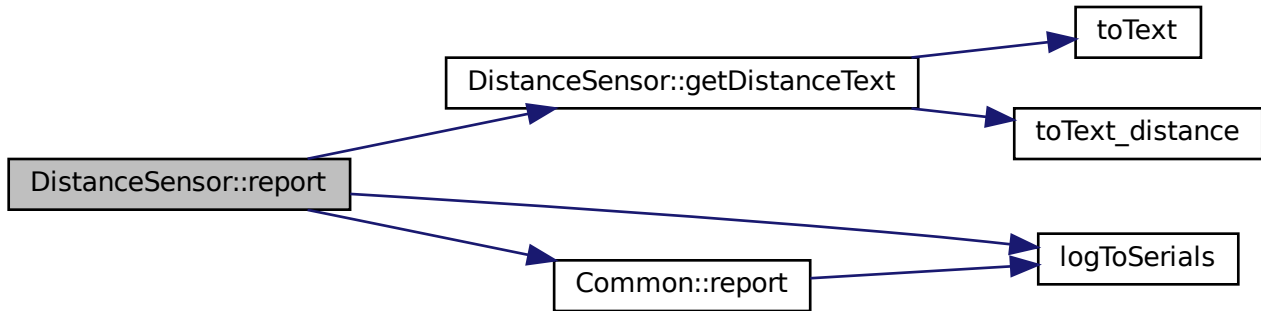 toText
DistanceSensor::getDistanceText
toText_distance
DistanceSensor::report
logToSerials
Common::report